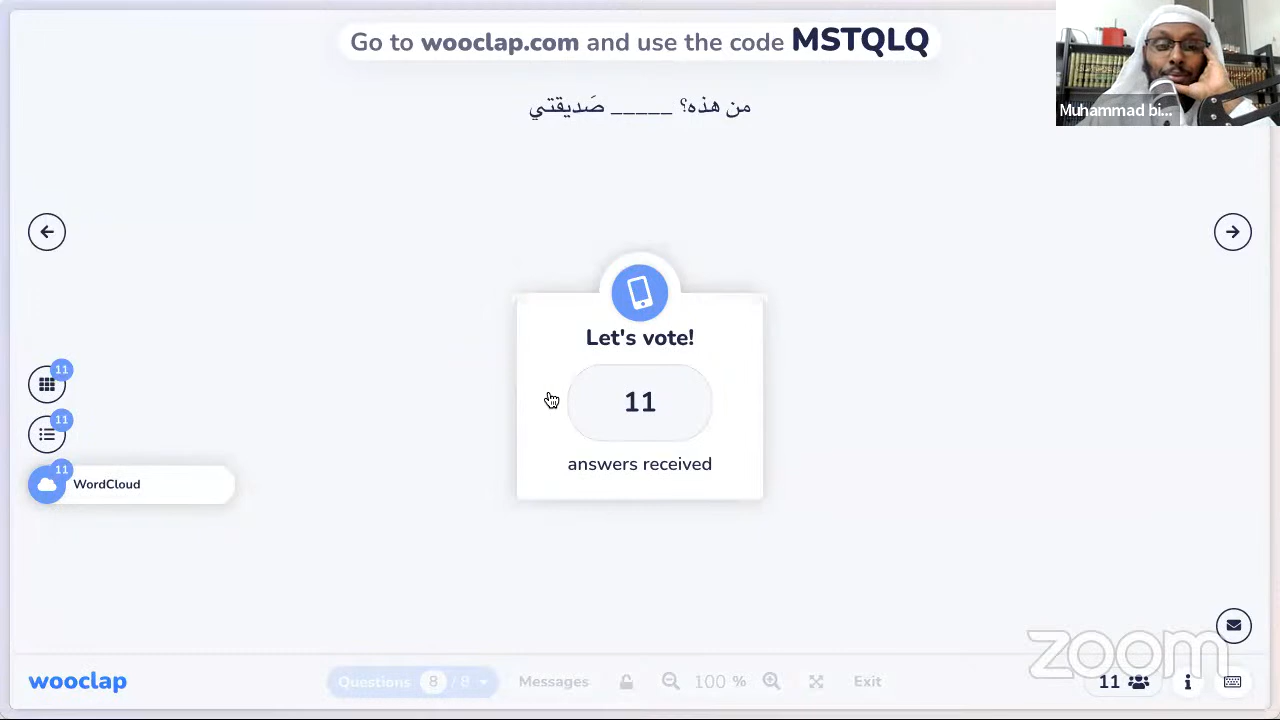 Go to wooclap.com and use the code MSTQLQ
Muhammad bi...
من هذه؟ _____ صَديقتي
Let's vote!
11
answers received
11
11
11
WordCloud
wooclap
Questions 8 / 8
Messages
100 %
Exit
zoom
11